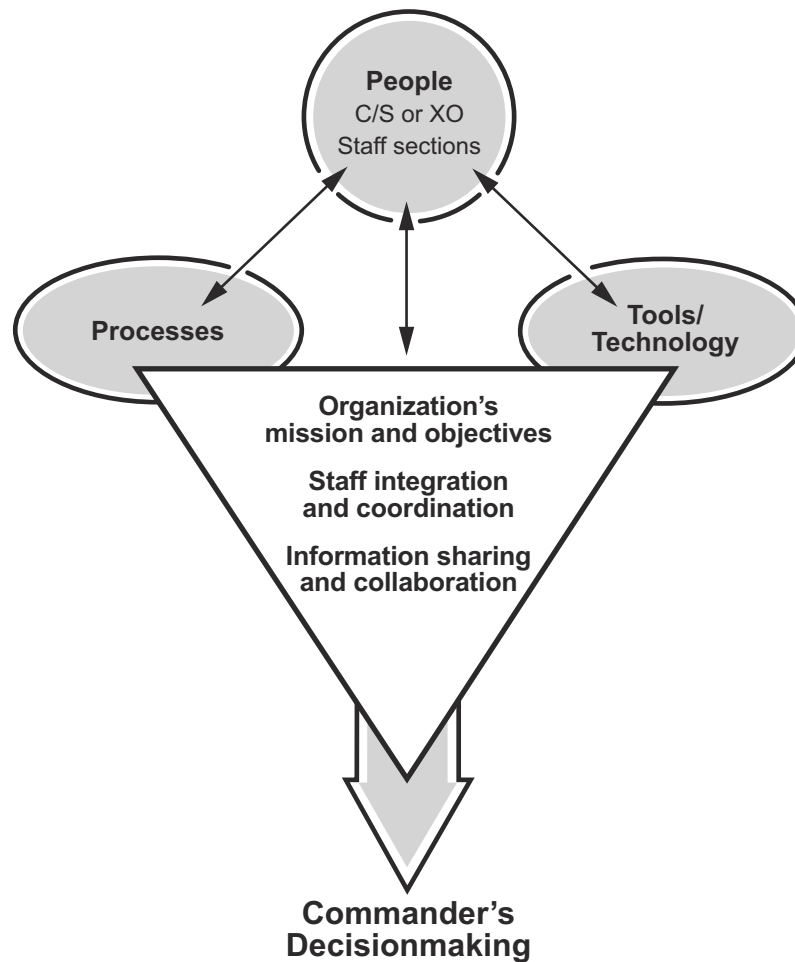 People
C/S or XO
Staff sections
Processes
Tools/
Technology
Organization’s
mission and objectives
Staff integration
and coordination
Information sharing
and collaboration
Commander’s
Decisionmaking